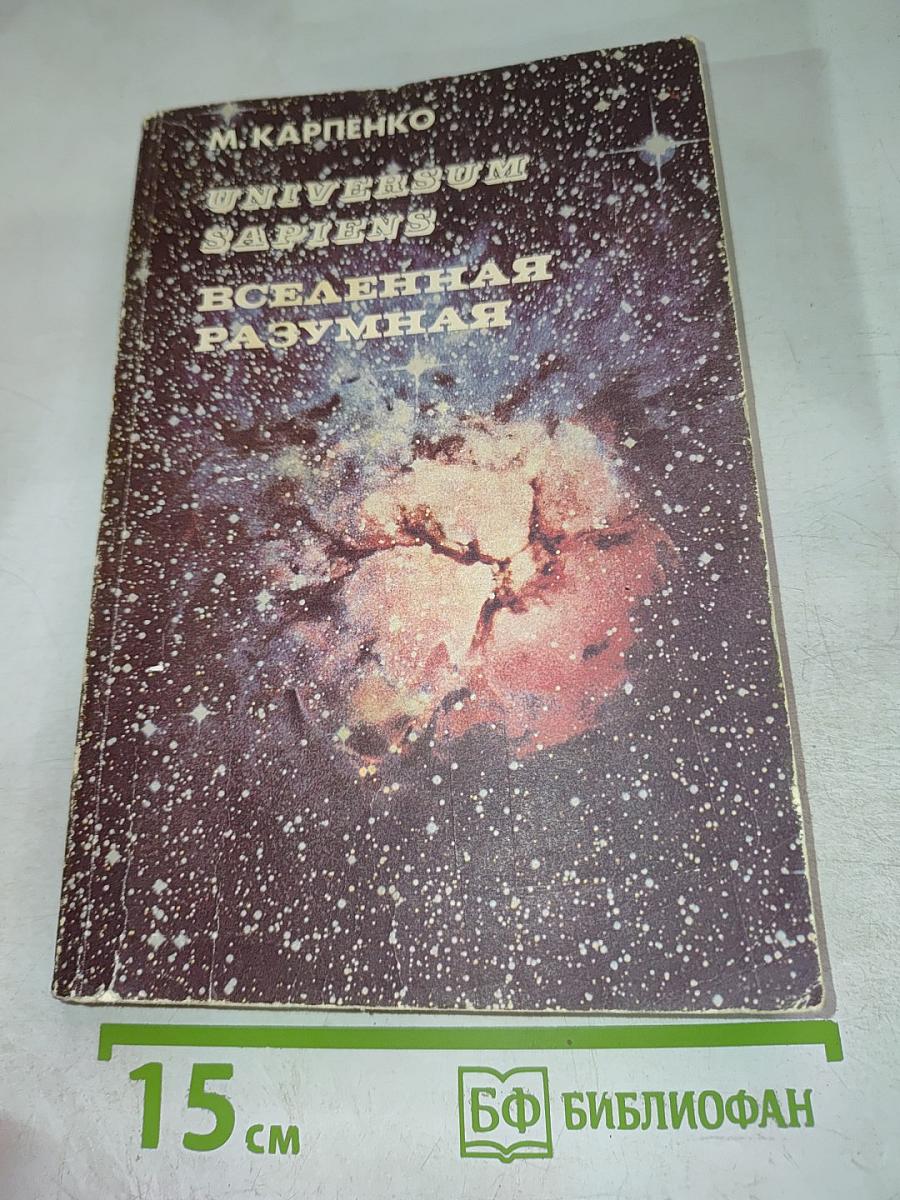 М. КАРПЕНКО
UNIVERSUM
SAPIENS
ВСЕЛЕННАЯ
РАЗУМНАЯ
15 см
БФ БИБЛИОФАН